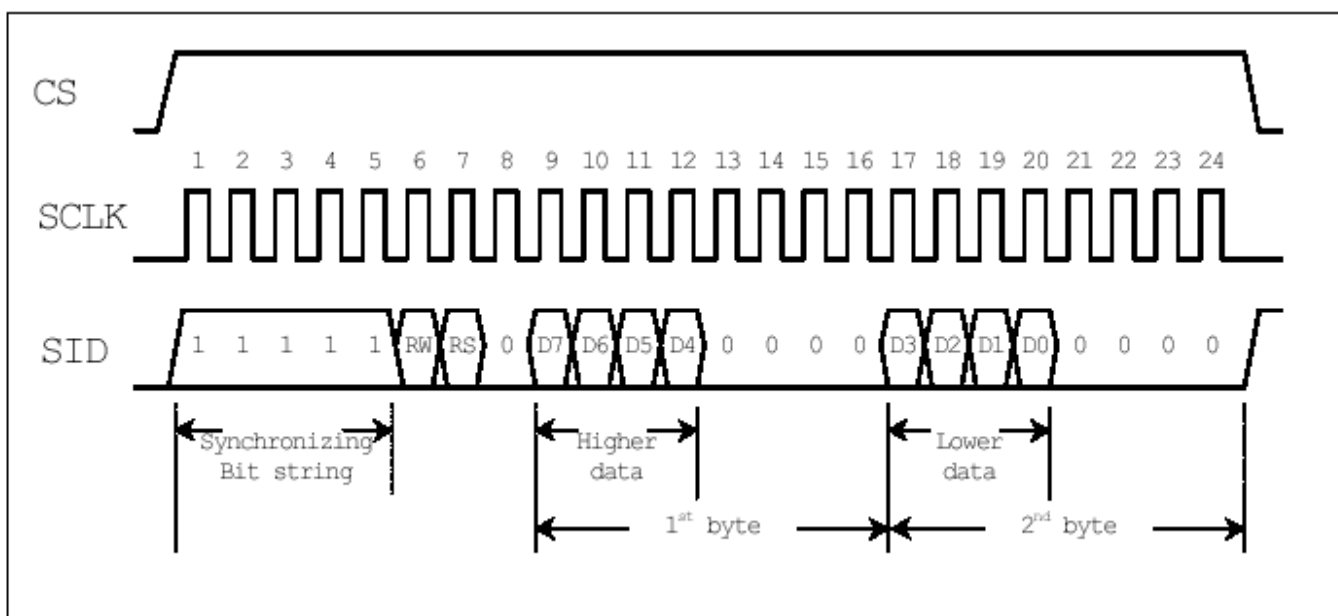 CS
1 2 3 4 5 6 7 8 9 10 11 12 13 14 15 16 17 18 19 20 21 22 23 24
SCLK
SID 1 1 1 1 1 RW RS 0 D7 D6 D5 D4 0 0 0 0 D3 D2 D1 D0 0 0 0 0
Synchronizing
Bit string
Higher
data
Lower
data
1st byte
2nd byte